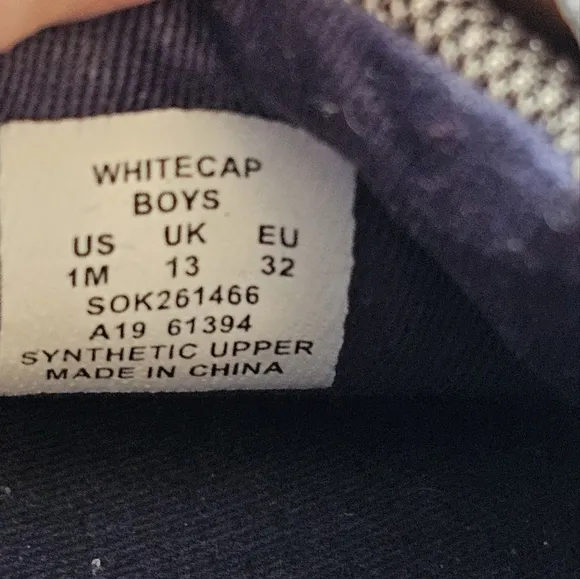 WHITECAP
BOYS
US UK EU
1M 13 32
SOK261466
A19 61394
SYNTHETIC UPPER
MADE IN CHINA